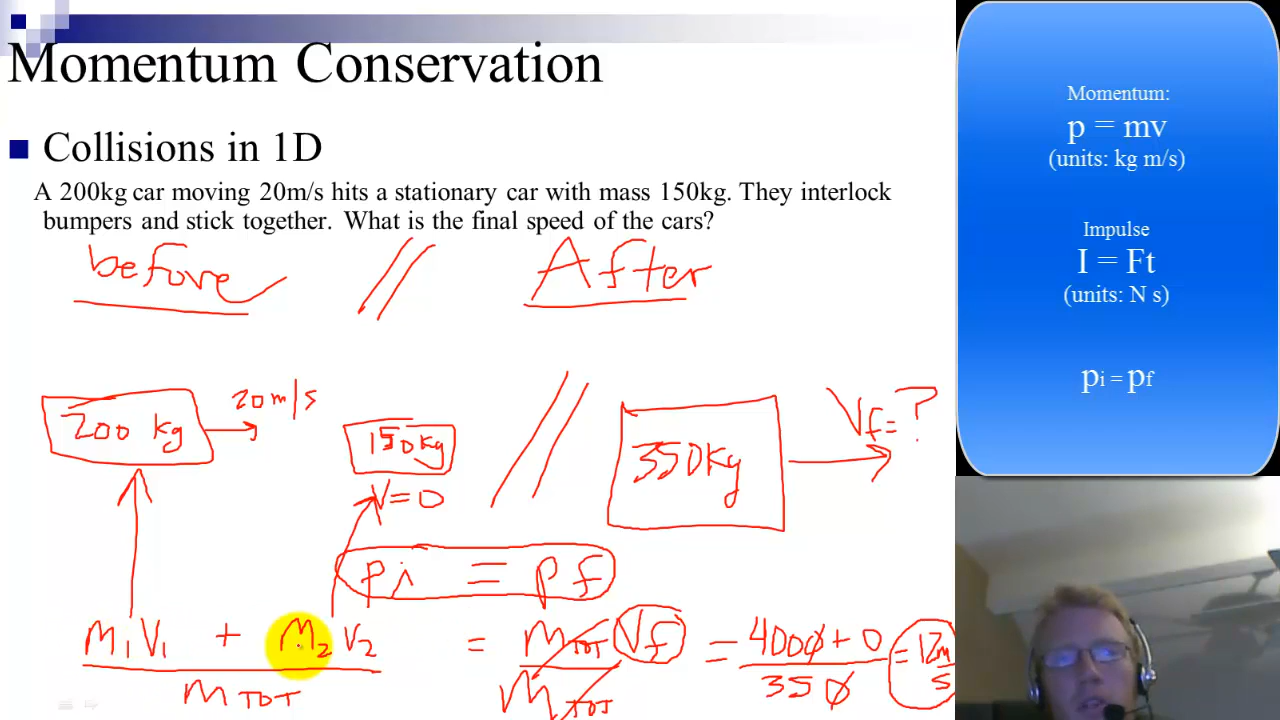 Momentum Conservation
Collisions in 1D
A 200kg car moving 20m/s hits a stationary car with mass 150kg. They interlock
bumpers and stick together. What is the final speed of the cars?
before // After
200 kg
20m/s
150kg
V=0
//
350kg
Vf=?
pi = pf
m1V1 + m2V2 = mTOT Vf = 4000+0 = 12m
mTOT mTOT 350 s
Momentum:
p = mv
(units: kg m/s)
Impulse
I = Ft
(units: N s)
pi = pf